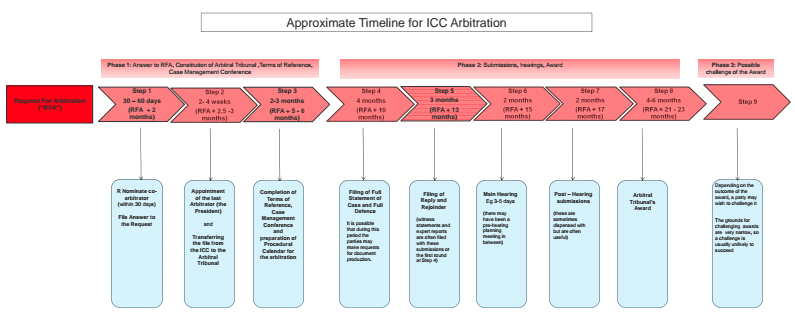 Approximate Timeline for ICC Arbitration
Phase 1: Answer to RFA, Constitution of Arbitral Tribunal ,Terms of Reference,
Case Management Conference
Phase 2: Submissions, hearings, Award
Phase 3: Possible
challenge of the Award
Request For Arbitration
("RFA")
Step 1
30 – 60 days
(RFA + 2
months)
Step 2
2- 4 weeks
(RFA + 2.5 -3
months)
Step 3
2-3 months
(RFA + 5 - 6
months)
Step 4
4 months
(RFA + 10
months)
Step 5
3 months
(RFA + 13
months)
Step 6
2 months
(RFA + 15
months)
Step 7
2 months
(RFA + 17
months)
Step 8
4-6 months
(RFA + 21 - 23
months)
Step 9
R Nominate co-
arbitrator
(within 30 days)
File Answer to
the Request
Appointment
of the last
Arbitrator (the
President)
and
Transferring
the file from
the ICC to the
Arbitral
Tribunal
Completion of
Terms of
Reference,
Case
Management
Conference
and
preparation of
Procedural
Calendar for
the arbitration
Filing of Full
Statement of
Case and Full
Defence
It is possible
that during this
period the
parties may
make requests
for document
production.
Filing of
Reply and
Rejoinder
(witness
statements and
expert reports
are often filed
with these
submissions or
the first round
at Step 4)
Main Hearing
Eg 3-5 days
(there may
have been a
pre-hearing
planning
meeting in
between)
Post – Hearing
submissions
(these are
sometimes
dispensed with
but are often
useful)
Arbitral
Tribunal's
Award
Depending on the
outcome of the
award, a party may
wish to challenge it
The grounds for
challenging awards
are very narrow, so
a challenge is
usually unlikely to
succeed